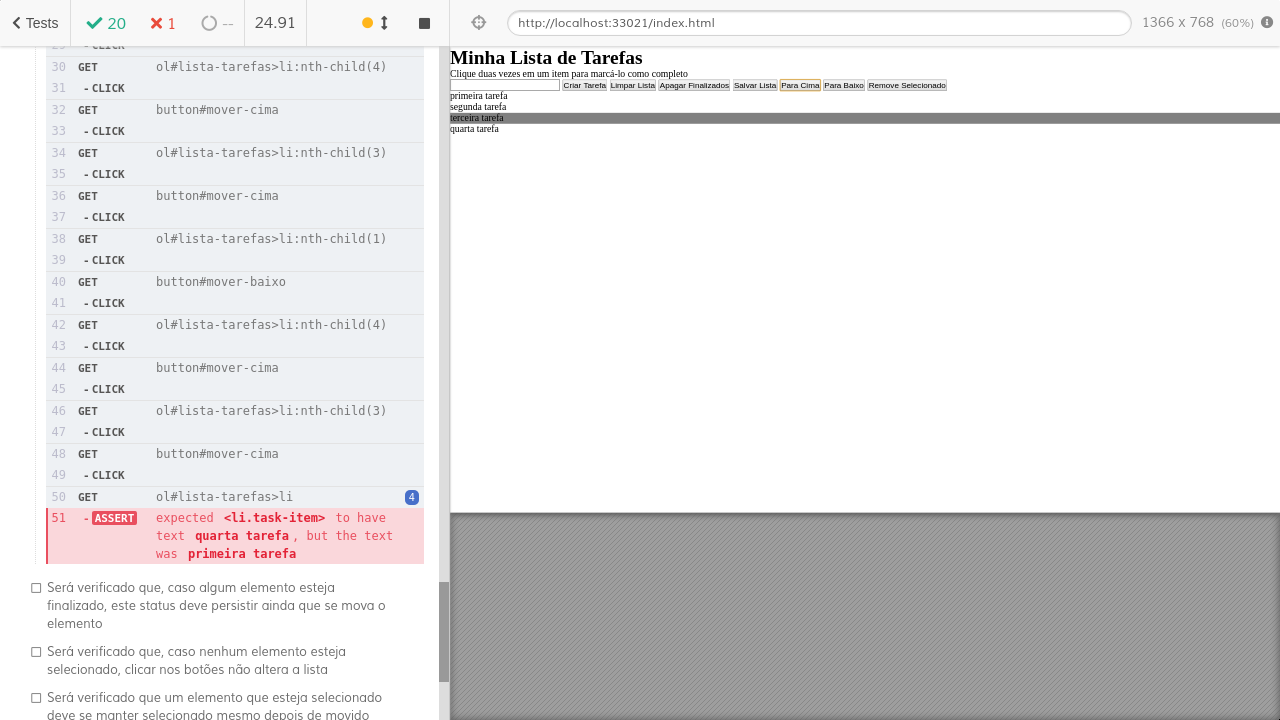 Tests 20 1 -- 24.91
http://localhost:33021/index.html 1366 x 768 (60%)
29 - CLICK
30 GET ol#lista-tarefas>li:nth-child(4)
31 - CLICK
32 GET button#mover-cima
33 - CLICK
34 GET ol#lista-tarefas>li:nth-child(3)
35 - CLICK
36 GET button#mover-cima
37 - CLICK
38 GET ol#lista-tarefas>li:nth-child(1)
39 - CLICK
40 GET button#mover-baixo
41 - CLICK
42 GET ol#lista-tarefas>li:nth-child(4)
43 - CLICK
44 GET button#mover-cima
45 - CLICK
46 GET ol#lista-tarefas>li:nth-child(3)
47 - CLICK
48 GET button#mover-cima
49 - CLICK
50 GET ol#lista-tarefas>li 4
51 - ASSERT expected <li.task-item> to have
text quarta tarefa, but the text
was primeira tarefa
Será verificado que, caso algum elemento esteja
finalizado, este status deve persistir ainda que se mova o
elemento
Será verificado que, caso nenhum elemento esteja
selecionado, clicar nos botões não altera a lista
Será verificado que um elemento que esteja selecionado
deve se manter selecionado mesmo depois de movido
Minha Lista de Tarefas
Clique duas vezes em um item para marcá-lo como completo
Criar Tarefa Limpar Lista Apagar Finalizados Salvar Lista Para Cima Para Baixo Remove Selecionado
primeira tarefa
segunda tarefa
terceira tarefa
quarta tarefa